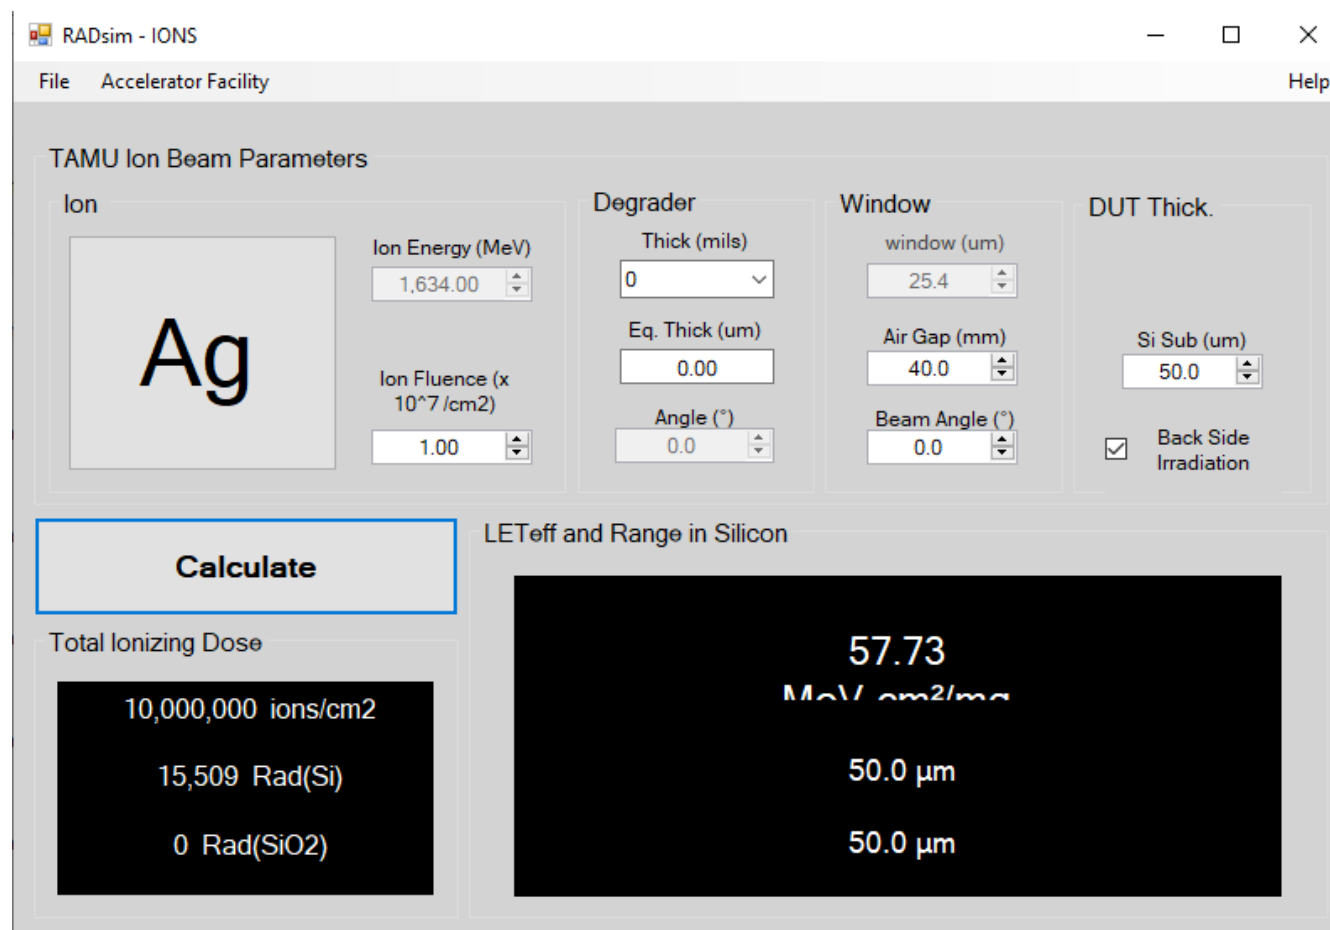 RADsim - IONS
File Accelerator Facility Help
TAMU Ion Beam Parameters
Ion
Ag
Ion Energy (MeV)
1,634.00
Ion Fluence (x
10^7 /cm2)
1.00
Degrader
Thick (mils)
0
Eq. Thick (um)
0.00
Angle (°)
0.0
Window
window (um)
25.4
Air Gap (mm)
40.0
Beam Angle (°)
0.0
DUT Thick.
Si Sub (um)
50.0
Back Side
Irradiation
Calculate
Total Ionizing Dose
10,000,000 ions/cm2
15,509 Rad(Si)
0 Rad(SiO2)
LETeff and Range in Silicon
57.73
MeV cm²/mg
50.0 µm
50.0 µm